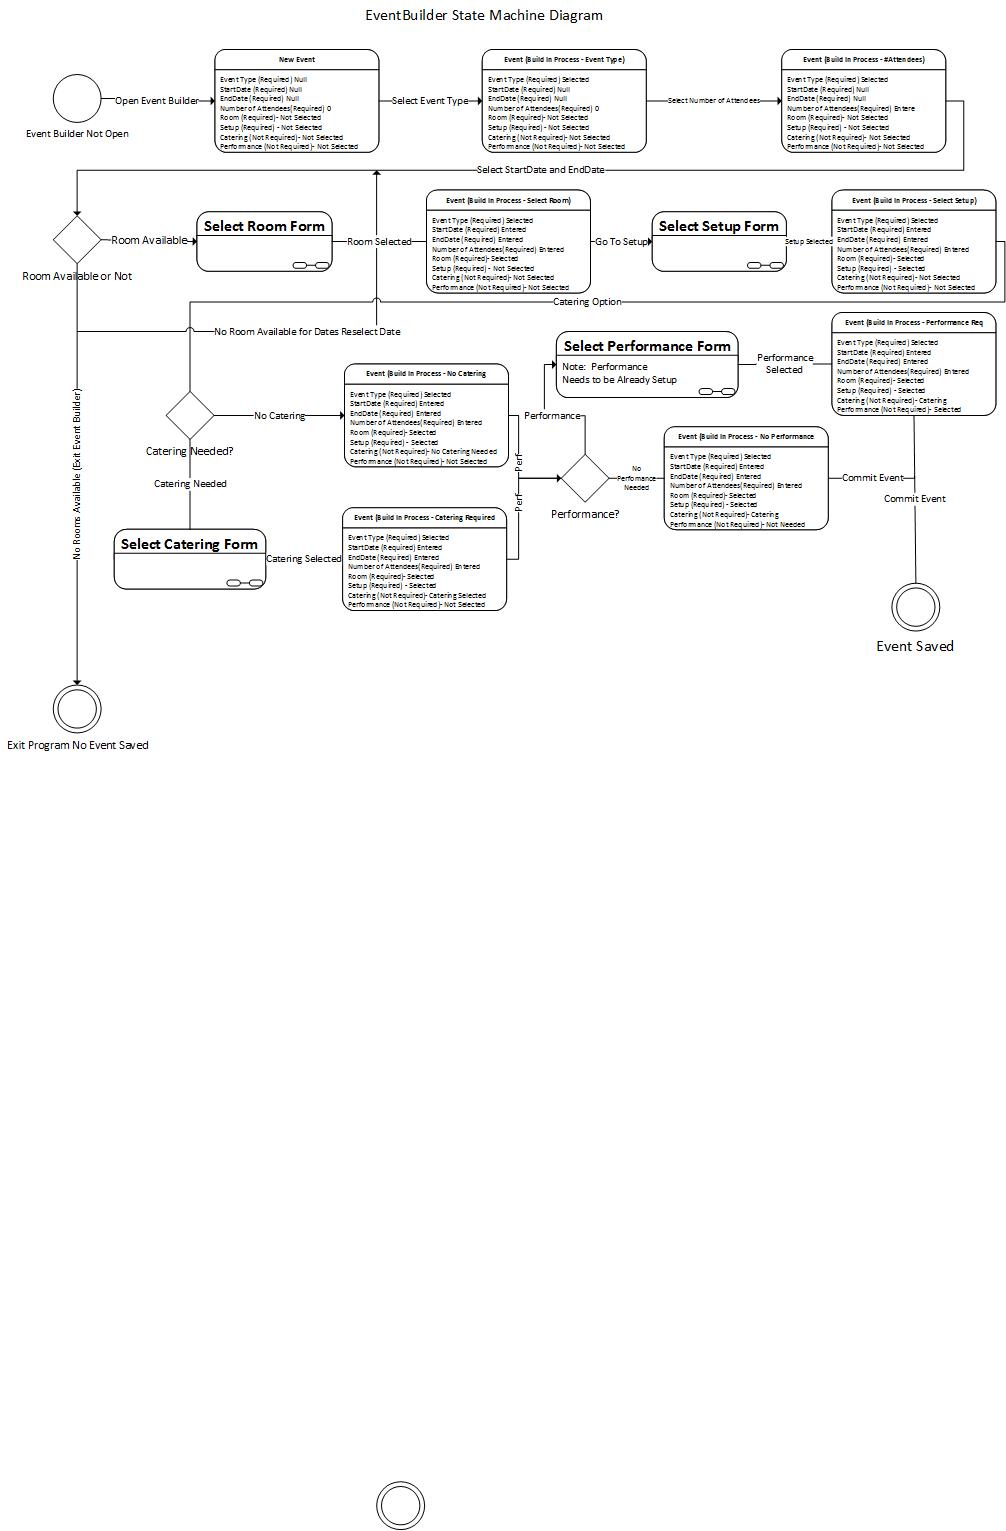 EventBuilder State Machine Diagram
New Event
Event Type (Required) Null
StartDate (Required) Null
EndDate (Required) Null
Number of Attendees(Required) 0
Room (Required)- Not Selected
Setup (Required) - Not Selected
Catering (Not Required)- Not Selected
Performance (Not Required)- Not Selected
Event (Build In Process - Event Type)
Event Type (Required) Selected
StartDate (Required) Null
EndDate (Required) Null
Number of Attendees(Required) 0
Room (Required)- Not Selected
Setup (Required) - Not Selected
Catering (Not Required)- Not Selected
Performance (Not Required)- Not Selected
Event (Build In Process - #Attendees)
Event Type (Required) Selected
StartDate (Required) Null
EndDate (Required) Null
Number of Attendees(Required) Entere
Room (Required)- Not Selected
Setup (Required) - Not Selected
Catering (Not Required)- Not Selected
Performance (Not Required)- Not Selected
Open Event Builder
Select Event Type
Select Number of Attendees
Event Builder Not Open
Select StartDate and EndDate
Room Available or Not
Room Available
Select Room Form
Room Selected
Event (Build In Process - Select Room)
Event Type (Required) Selected
StartDate (Required) Entered
EndDate (Required) Entered
Number of Attendees(Required) Entered
Room (Required)- Selected
Setup (Required) - Not Selected
Catering (Not Required)- Not Selected
Performance (Not Required)- Not Selected
Go To Setup
Select Setup Form
Setup Selected
Event (Build In Process - Select Setup)
Event Type (Required) Selected
StartDate (Required) Entered
EndDate (Required) Entered
Number of Attendees(Required) Entered
Room (Required)- Selected
Setup (Required) - Selected
Catering (Not Required)- Not Selected
Performance (Not Required)- Not Selected
Catering Option
No Room Available for Dates Reselect Date
No Rooms Available (Exit Event Builder)
Select Performance Form
Note: Performance
Needs to be Already Setup
Performance
Selected
Event (Build In Process - Performance Req
Event Type (Required) Selected
StartDate (Required) Entered
EndDate (Required) Entered
Number of Attendees(Required) Entered
Room (Required)- Selected
Setup (Required) - Selected
Catering (Not Required)- Catering
Performance (Not Required)- Selected
Catering Needed?
No Catering
Event (Build In Process - No Catering
Event Type (Required) Selected
StartDate (Required) Entered
EndDate (Required) Entered
Number of Attendees(Required) Entered
Room (Required)- Selected
Setup (Required) - Selected
Catering (Not Required)- No Catering Needed
Performance (Not Required)- Not Selected
Performance
Perf
Perf
Performance?
No
Perfomance
Needed
Event (Build In Process - No Performance
Event Type (Required) Selected
StartDate (Required) Entered
EndDate (Required) Entered
Number of Attendees(Required) Entered
Room (Required)- Selected
Setup (Required) - Selected
Catering (Not Required)- Catering
Performance (Not Required)- Not Needed
Commit Event
Commit Event
Catering Needed
Select Catering Form
Catering Selected
Event (Build In Process - Catering Required
Event Type (Required) Selected
StartDate (Required) Entered
EndDate (Required) Entered
Number of Attendees(Required) Entered
Room (Required)- Selected
Setup (Required) - Selected
Catering (Not Required)- Catering Selected
Performance (Not Required)- Not Selected
Event Saved
Exit Program No Event Saved